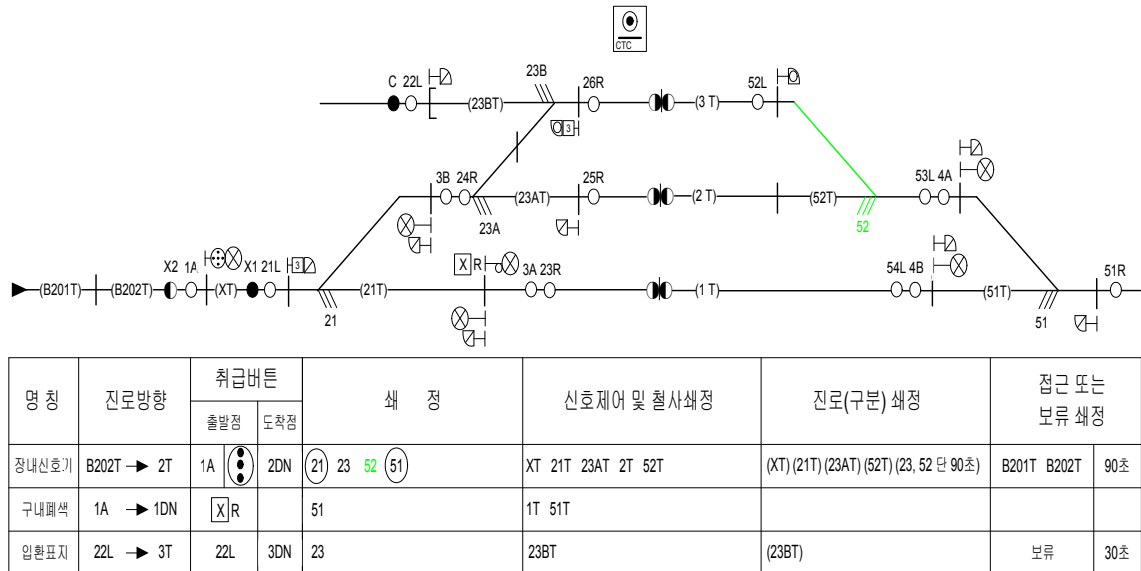 CTC
C 22L
(23BT)
23B
26R
(3 T)
52L
3
3B 24R
(23AT)
23A
25R
(2 T)
(52T)
52
53L 4A
(B201T)
(B202T)
X2 1A
(XT)
X1 21L
3
21
(21T)
X R
3A 23R
(1 T)
54L 4B
(51T)
51
51R
명 칭 진로방향 취급버튼 쇄 정 신호제어 및 철사쇄정 진로(구분) 쇄정 접근 또는
보류 쇄정
출발점 도착점
장내신호기 B202T → 2T 1A 2DN 21 23 52 51 XT 21T 23AT 2T 52T (XT) (21T) (23AT) (52T) (23, 52 단 90초) B201T B202T 90초
구내폐색 1A → 1DN X R 51 1T 51T
입환표지 22L → 3T 22L 3DN 23 23BT (23BT) 보류 30초